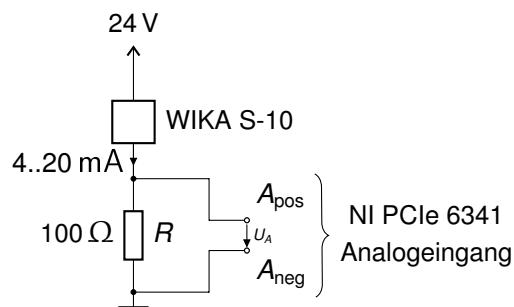 24 V
WIKA S-10
4..20 mA
100 Ω R
A_pos
U_A
A_neg
NI PCIe 6341
Analogeingang